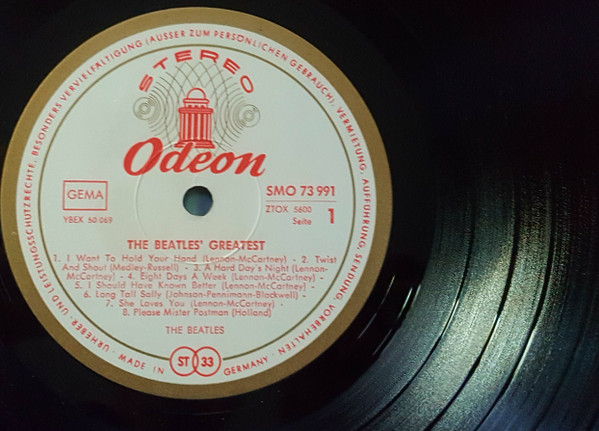 URHEBER- UND LEISTUNGSSCHUTZRECHTE, BESONDERS VERVIELFÄLTIGUNG (AUSSER ZUM PERSÖNLICHEN GEBRAUCH), VERMIETUNG, AUFFÜHRUNG, SENDUNG, VORBEHALTEN
STEREO
Odeon
GEMA
YBEX 50 069
SMO 73 991
ZTOX 5600
Seite 1
THE BEATLES' GREATEST
1. I Want To Hold Your Hand (Lennon-McCartney) - 2. Twist
And Shout (Medley-Russell) - 3. A Hard Day's Night (Lennon-
McCartney) - 4. Eight Days A Week (Lennon-McCartney) -
5. I Should Have Known Better (Lennon-McCartney) -
6. Long Tall Sally (Johnson-Pennimann-Blackwell) -
7. She Loves You (Lennon-McCartney) -
8. Please Mister Postman (Holland)
THE BEATLES
· MADE IN GERMANY ·
ST 33